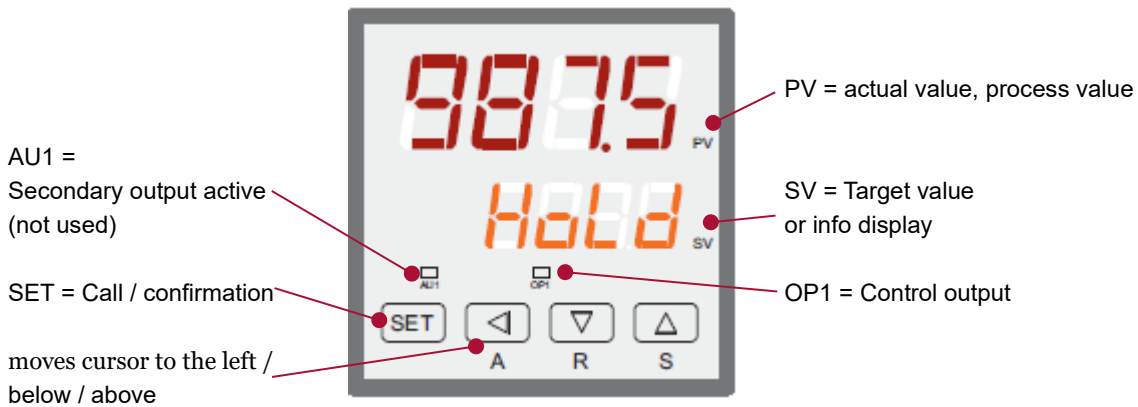 987.5
PV
HoLd
SV
AU1
OP1
SET
A
R
S
AU1 =
Secondary output active
(not used)
SET = Call / confirmation
moves cursor to the left /
below / above
PV = actual value, process value
SV = Target value
or info display
OP1 = Control output